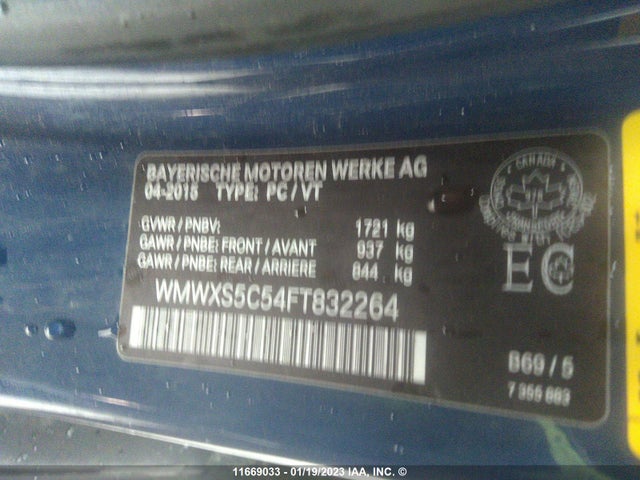 BAYERISCHE MOTOREN WERKE AG
04-2015 TYPE: PC / VT
GVWR / PNBV: 1721 kg
GAWR / PNBE: FRONT / AVANT 937 kg
GAWR / PNBE: REAR / ARRIERE 844 kg
WMWXS5C54FT832264
CANADA
EC
B69 / 5
11669033 - 01/19/2023 IAA, INC. ©